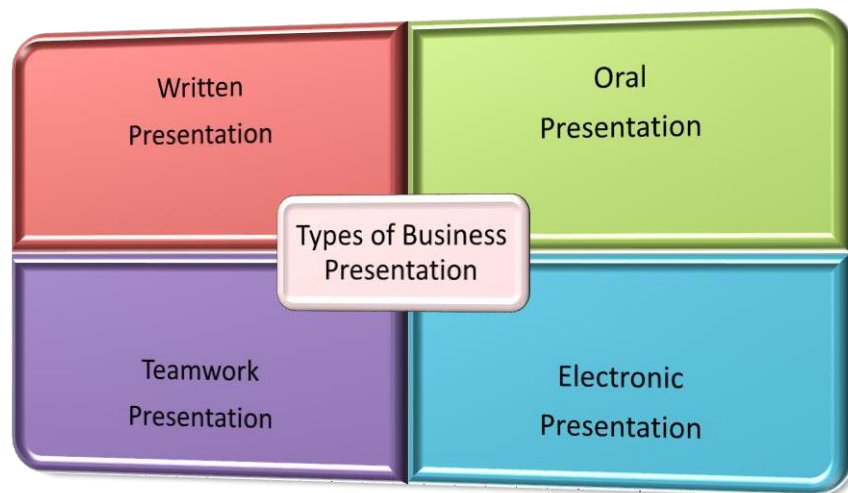 Written
Presentation
Oral
Presentation
Types of Business
Presentation
Teamwork
Presentation
Electronic
Presentation